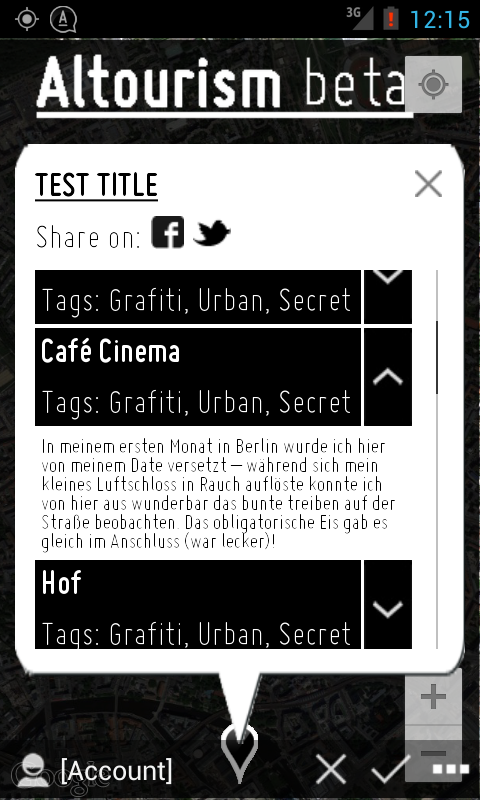 3G
12:15
Altourism beta
TEST TITLE
Share on:
Tags: Grafiti, Urban, Secret
Café Cinema
Tags: Grafiti, Urban, Secret
In meinem ersten Monat in Berlin wurde ich hier
von meinem Date versetzt – während sich mein
kleines Luftschloss in Rauch auflöste konnte ich
von hier aus wunderbar das bunte treiben auf der
Straße beobachten. Das obligatorische Eis gab es
gleich im Anschluss (war lecker)!
Hof
Tags: Grafiti, Urban, Secret
[Account]
Google